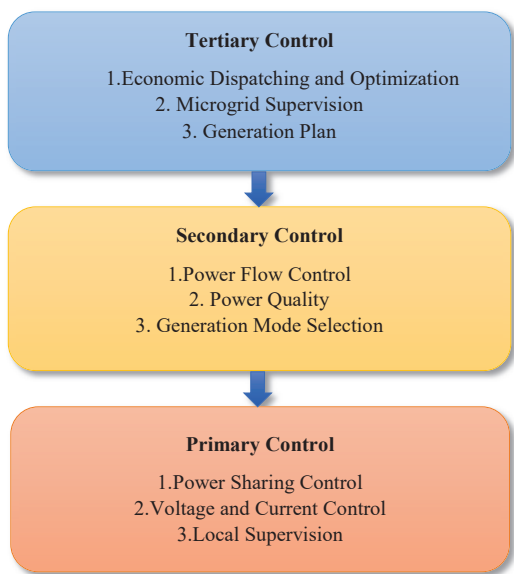 Tertiary Control
1.Economic Dispatching and Optimization
2. Microgrid Supervision
3. Generation Plan
Secondary Control
1.Power Flow Control
2. Power Quality
3. Generation Mode Selection
Primary Control
1.Power Sharing Control
2.Voltage and Current Control
3.Local Supervision